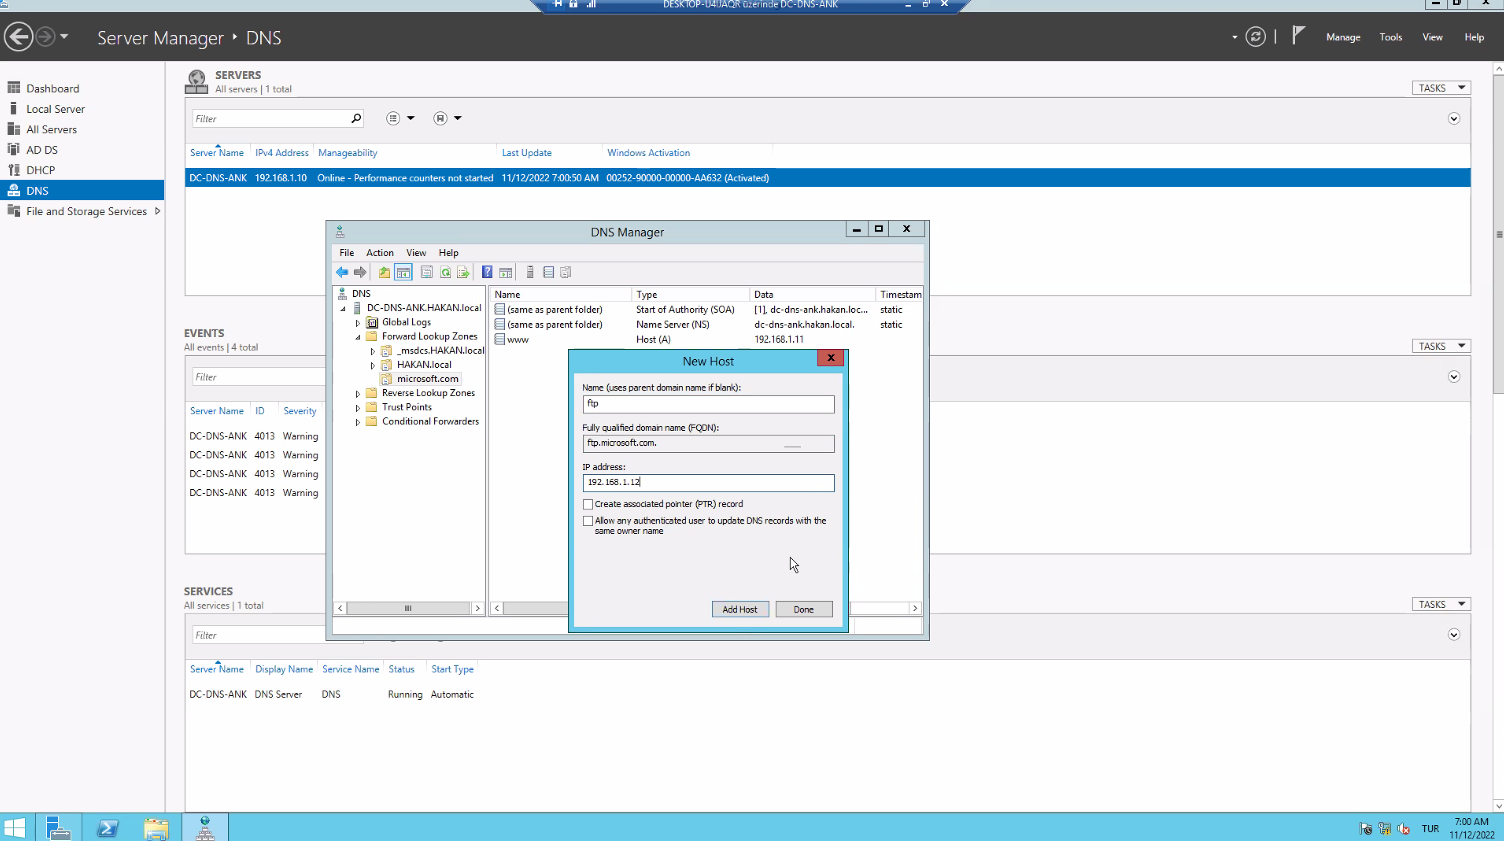 DESKTOP-U4UAQR üzerinde DC-DNS-ANK
Server Manager ‣ DNS
Manage Tools View Help
Dashboard
Local Server
All Servers
AD DS
DHCP
DNS
File and Storage Services
SERVERS
All servers | 1 total
TASKS
Filter
Server Name IPv4 Address Manageability Last Update Windows Activation
DC-DNS-ANK 192.168.1.10 Online - Performance counters not started 11/12/2022 7:00:50 AM 00252-90000-00000-AA632 (Activated)
EVENTS
All events | 4 total
TASKS
Filter
Server Name ID Severity
DC-DNS-ANK 4013 Warning
DC-DNS-ANK 4013 Warning
DC-DNS-ANK 4013 Warning
DC-DNS-ANK 4013 Warning
SERVICES
All services | 1 total
TASKS
Filter
Server Name Display Name Service Name Status Start Type
DC-DNS-ANK DNS Server DNS Running Automatic
DNS Manager
File Action View Help
DNS
DC-DNS-ANK.HAKAN.local
Global Logs
Forward Lookup Zones
_msdcs.HAKAN.local
HAKAN.local
microsoft.com
Reverse Lookup Zones
Trust Points
Conditional Forwarders
Name Type Data Timestam
(same as parent folder) Start of Authority (SOA) [1], dc-dns-ank.hakan.loc... static
(same as parent folder) Name Server (NS) dc-dns-ank.hakan.local. static
www Host (A) 192.168.1.11
New Host
Name (uses parent domain name if blank):
ftp
Fully qualified domain name (FQDN):
ftp.microsoft.com.
IP address:
192.168.1.12
Create associated pointer (PTR) record
Allow any authenticated user to update DNS records with the
same owner name
Add Host Done
TUR
7:00 AM
11/12/2022